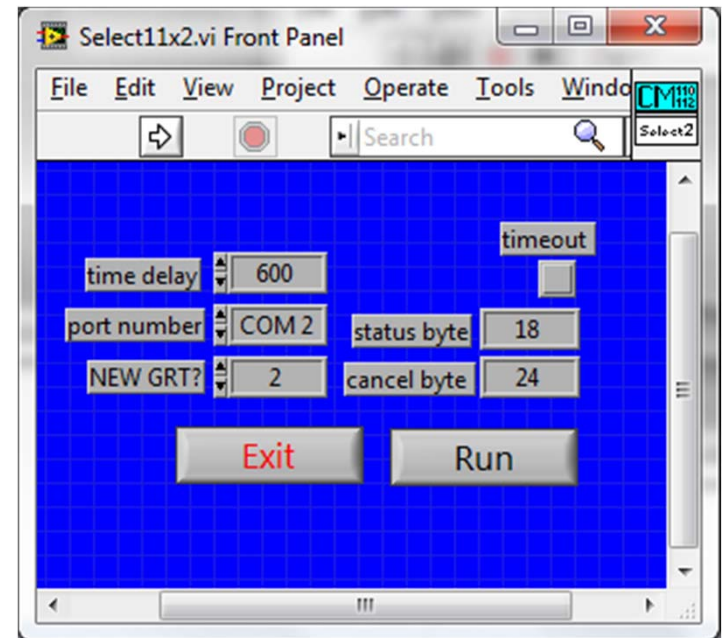 Select11x2.vi Front Panel
File Edit View Project Operate Tools Windo
CM 110 112
Search
Select2
timeout
time delay 600
port number COM 2 status byte 18
NEW GRT? 2 cancel byte 24
Exit Run